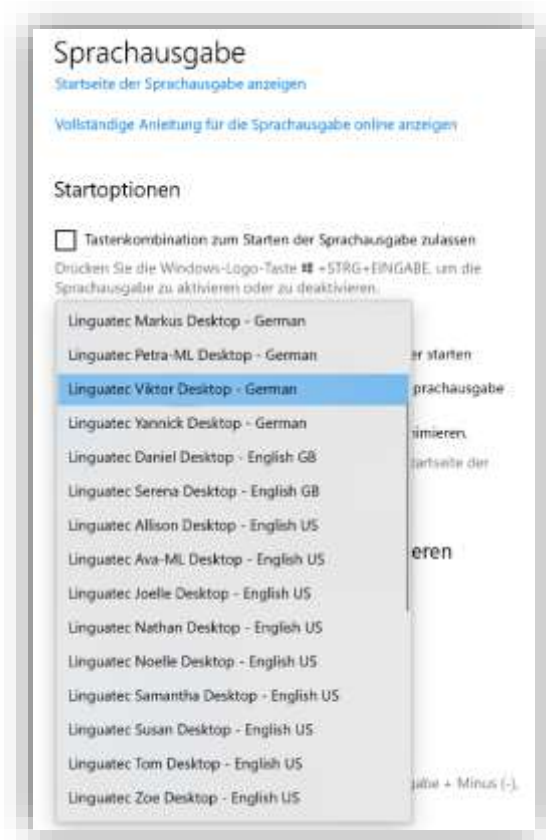 Sprachausgabe
Startseite der Sprachausgabe anzeigen
Vollständige Anleitung für die Sprachausgabe online anzeigen
Startoptionen
Tastenkombination zum Starten der Sprachausgabe zulassen
Drücken Sie die Windows-Logo-Taste +STRG+EINGABE, um die
Sprachausgabe zu aktivieren oder zu deaktivieren.
Linguatec Markus Desktop - German
Linguatec Petra-ML Desktop - German
er starten
Linguatec Viktor Desktop - German
prachausgabe
Linguatec Yannick Desktop - German
nimieren.
Linguatec Daniel Desktop - English GB
tartseite der
Linguatec Serena Desktop - English GB
Linguatec Allison Desktop - English US
Linguatec Ava-ML Desktop - English US
eren
Linguatec Joelle Desktop - English US
Linguatec Nathan Desktop - English US
Linguatec Noelle Desktop - English US
Linguatec Samantha Desktop - English US
Linguatec Susan Desktop - English US
Linguatec Tom Desktop - English US
Linguatec Zoe Desktop - English US
gabe + Minus (-),